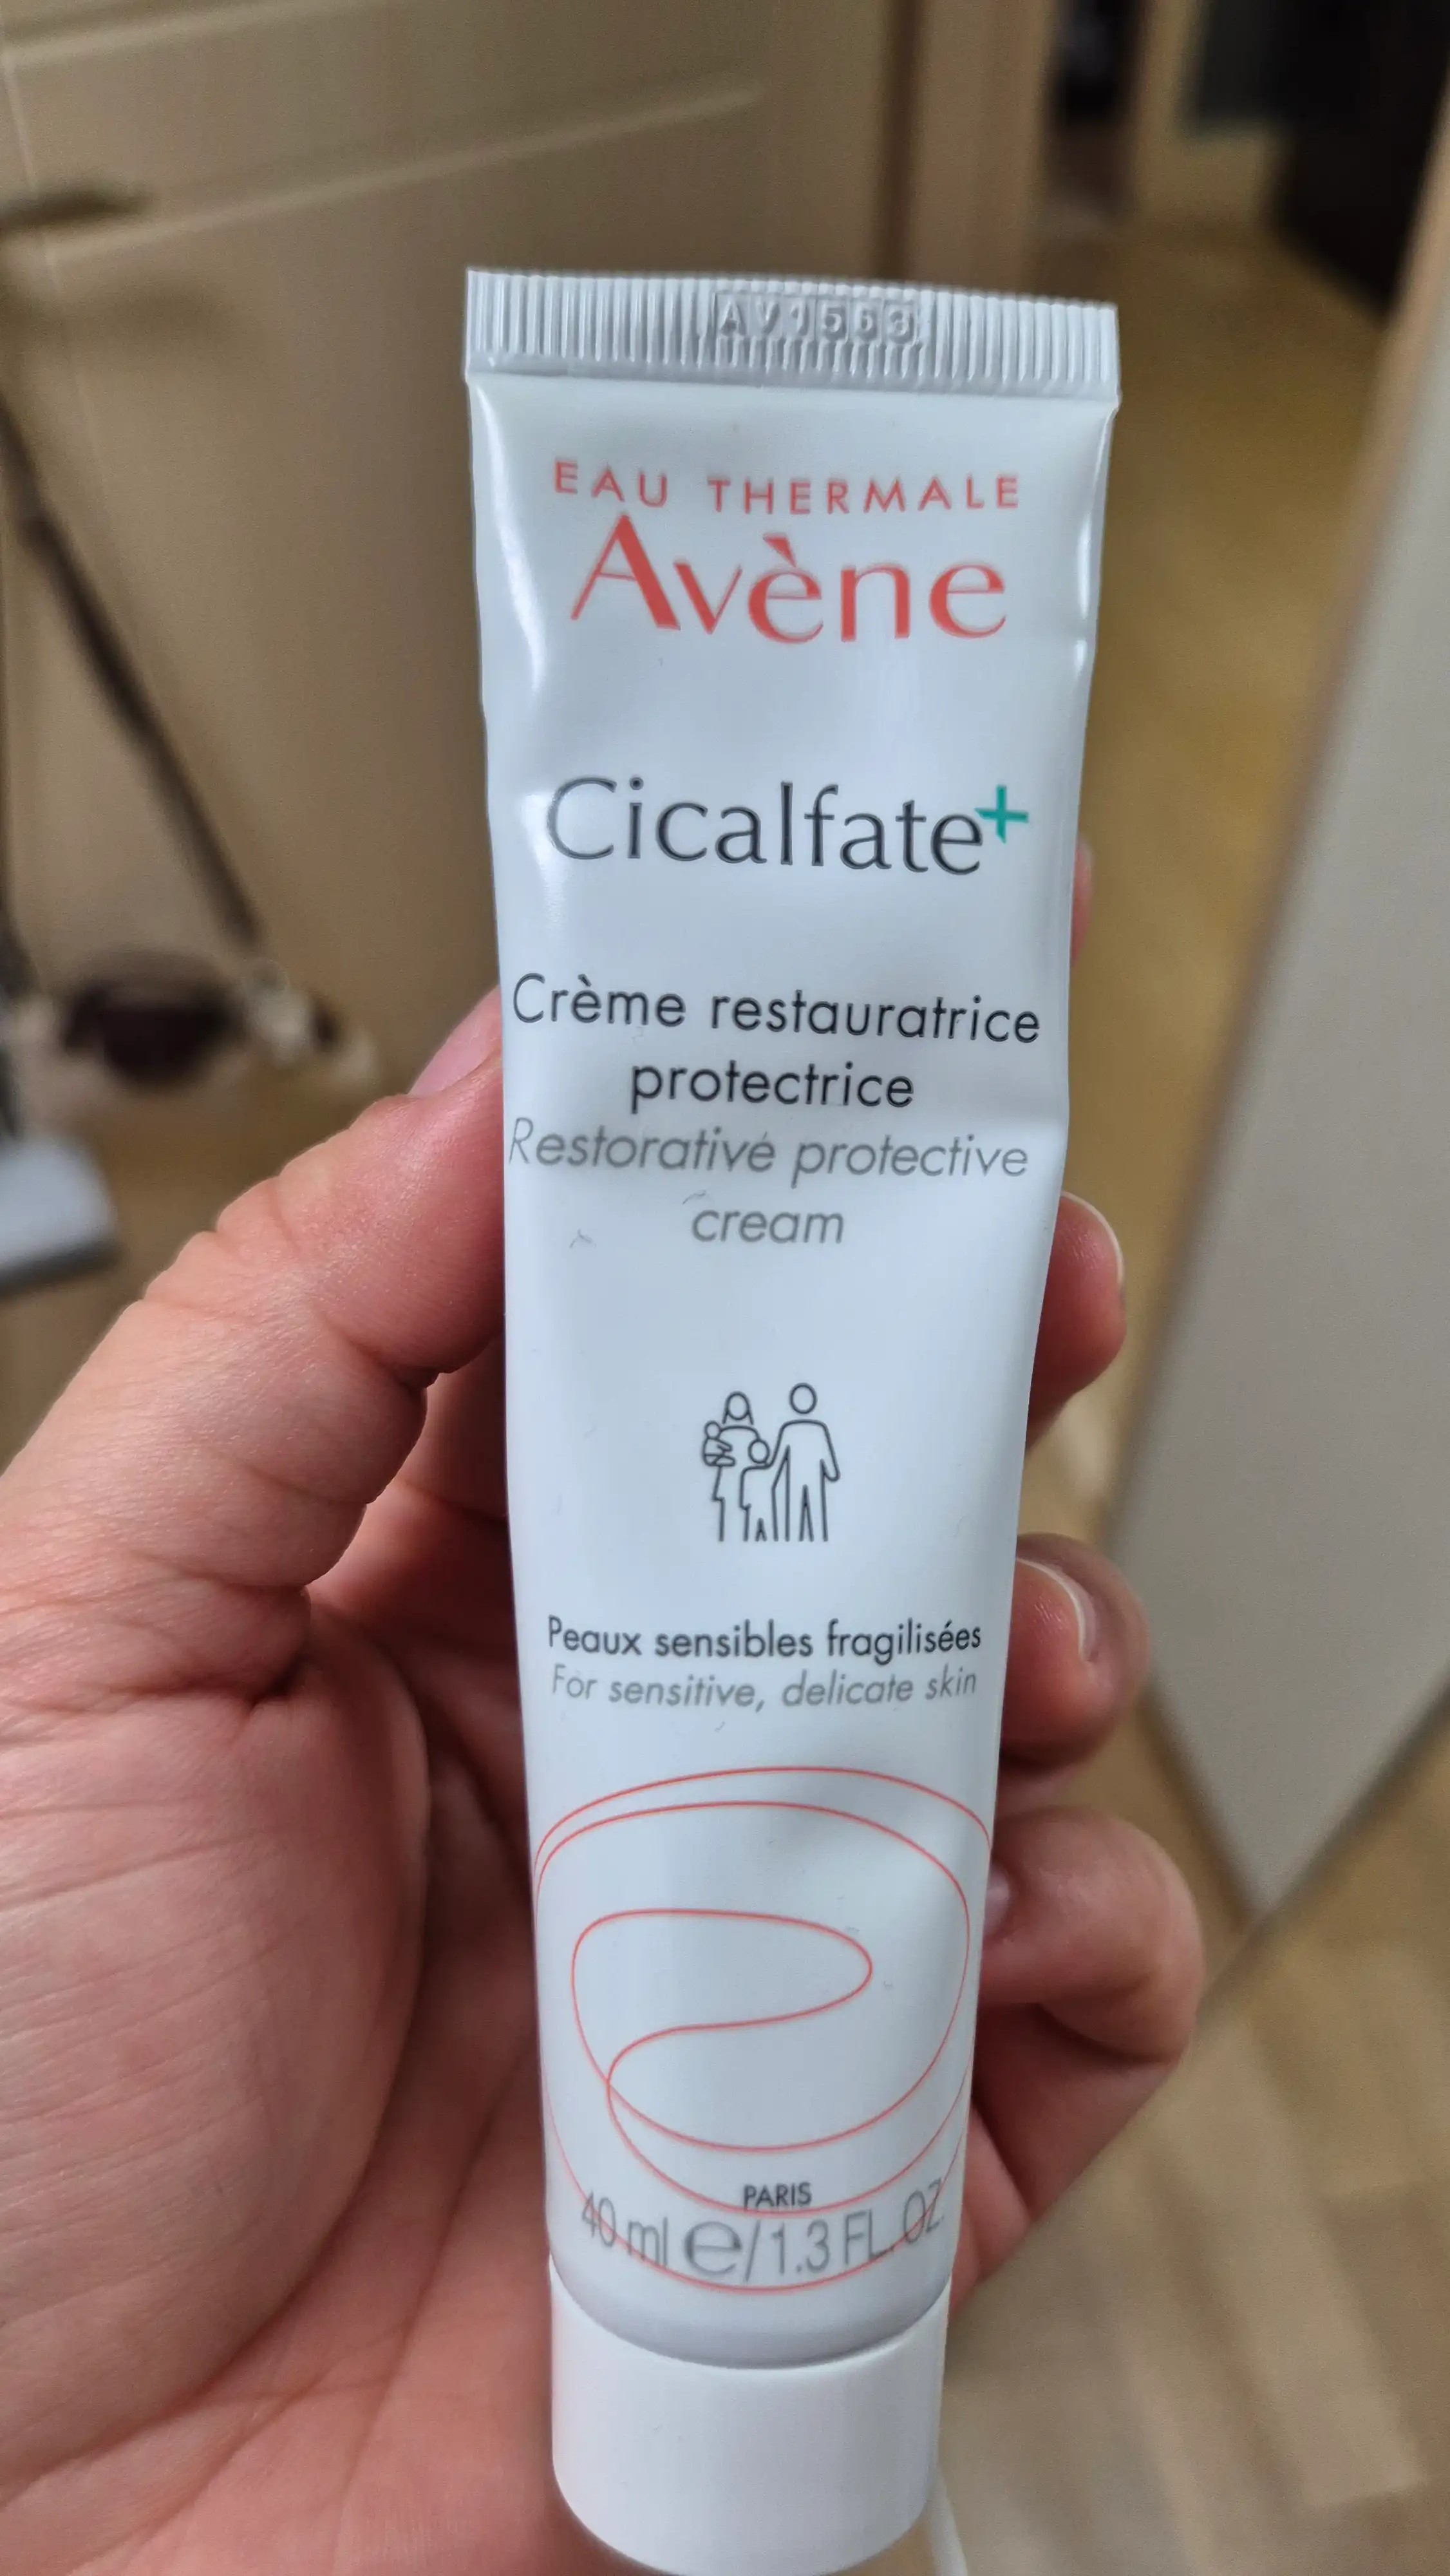 AV1563
EAU THERMALE
Avène
Cicalfate+
Crème restauratrice
protectrice
Restorative protective
cream
Peaux sensibles fragilisées
For sensitive, delicate skin
PARIS
40 ml e/1.3 FL. OZ.